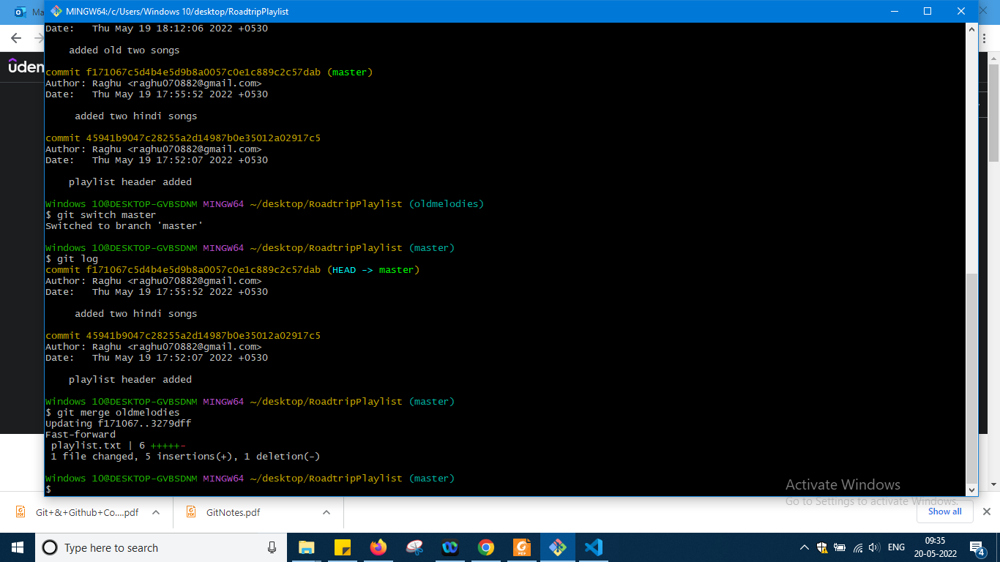 Ma
MINGW64:/c/Users/Windows 10/desktop/RoadtripPlaylist
Date:   Thu May 19 18:12:06 2022 +0530
    added old two songs
commit f171067c5d4b4e5d9b8a0057c0e1c889c2c57dab (master)
Author: Raghu <raghu070882@gmail.com>
Date:   Thu May 19 17:55:52 2022 +0530
     added two hindi songs
commit 45941b9047c28255a2d14987b0e35012a02917c5
Author: Raghu <raghu070882@gmail.com>
Date:   Thu May 19 17:52:07 2022 +0530
    playlist header added
Windows 10@DESKTOP-GVBSDNM MINGW64 ~/desktop/RoadtripPlaylist (oldmelodies)
$ git switch master
Switched to branch 'master'
Windows 10@DESKTOP-GVBSDNM MINGW64 ~/desktop/RoadtripPlaylist (master)
$ git log
commit f171067c5d4b4e5d9b8a0057c0e1c889c2c57dab (HEAD -> master)
Author: Raghu <raghu070882@gmail.com>
Date:   Thu May 19 17:55:52 2022 +0530
     added two hindi songs
commit 45941b9047c28255a2d14987b0e35012a02917c5
Author: Raghu <raghu070882@gmail.com>
Date:   Thu May 19 17:52:07 2022 +0530
    playlist header added
Windows 10@DESKTOP-GVBSDNM MINGW64 ~/desktop/RoadtripPlaylist (master)
$ git merge oldmelodies
Updating f171067..3279dff
Fast-forward
 playlist.txt | 6 +++++-
 1 file changed, 5 insertions(+), 1 deletion(-)
Windows 10@DESKTOP-GVBSDNM MINGW64 ~/desktop/RoadtripPlaylist (master)
$
ûdem
Activate Windows
Go to Settings to activate Windows.
Git+&+Github+Co....pdf
GitNotes.pdf
Show all
Type here to search
ENG
09:35
20-05-2022
4